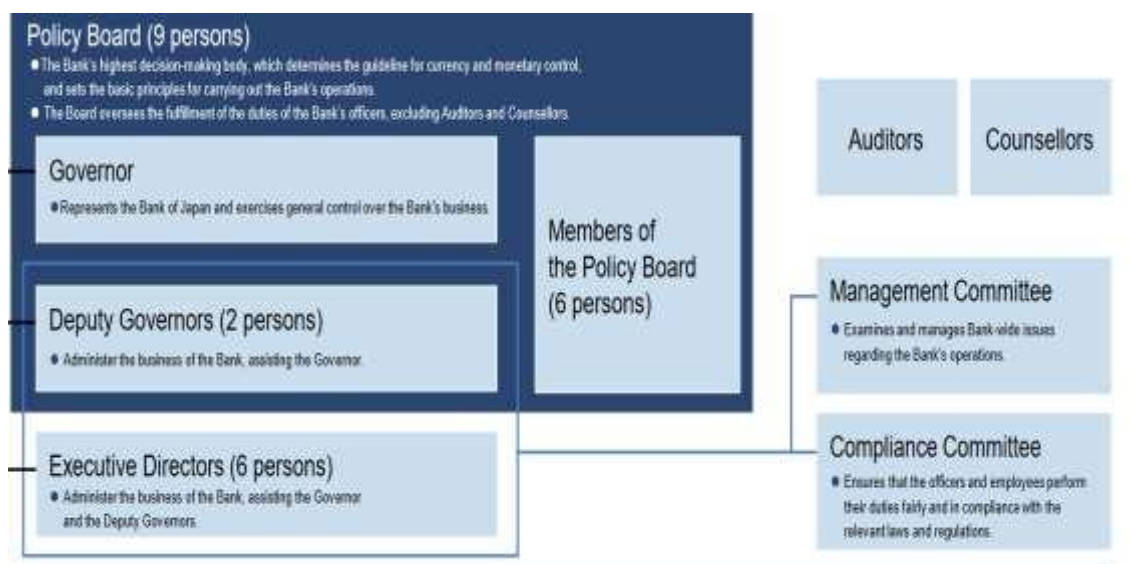 Policy Board (9 persons)
● The Bank's highest decision-making body, which determines the guideline for currency and monetary control,
and sets the basic principles for carrying out the Bank's operations.
● The Board oversees the fulfillment of the duties of the Bank's officers, excluding Auditors and Counsellors.
Governor
● Represents the Bank of Japan and exercises general control over the Bank's business.
Deputy Governors (2 persons)
● Administer the business of the Bank, assisting the Governor.
Members of
the Policy Board
(6 persons)
Executive Directors (6 persons)
● Administer the business of the Bank, assisting the Governor
and the Deputy Governors.
Auditors
Counsellors
Management Committee
● Examines and manages Bank-wide issues
regarding the Bank's operations.
Compliance Committee
● Ensures that the officers and employees perform
their duties fairly and in compliance with the
relevant laws and regulations.